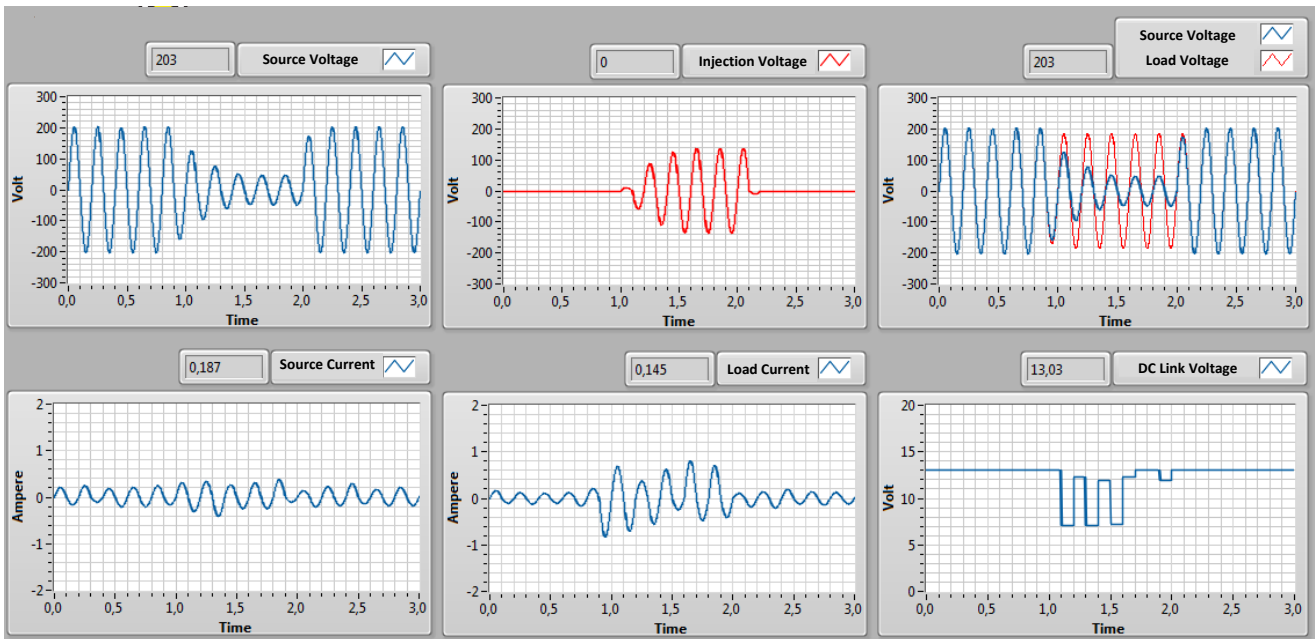 203
Source Voltage
0
Injection Voltage
203
Source Voltage
Load Voltage
300
200
100
0
-100
-200
-300
Volt
0,0 0,5 1,0 1,5 2,0 2,5 3,0
Time
300
200
100
0
-100
-200
-300
Volt
0,0 0,5 1,0 1,5 2,0 2,5 3,0
Time
300
200
100
0
-100
-200
-300
Volt
0,0 0,5 1,0 1,5 2,0 2,5 3,0
Time
0,187
Source Current
0,145
Load Current
13,03
DC Link Voltage
2
1
0
-1
-2
Ampere
0,0 0,5 1,0 1,5 2,0 2,5 3,0
Time
2
1
0
-1
-2
Ampere
0,0 0,5 1,0 1,5 2,0 2,5 3,0
Time
20
15
10
5
0
Volt
0,0 0,5 1,0 1,5 2,0 2,5 3,0
Time